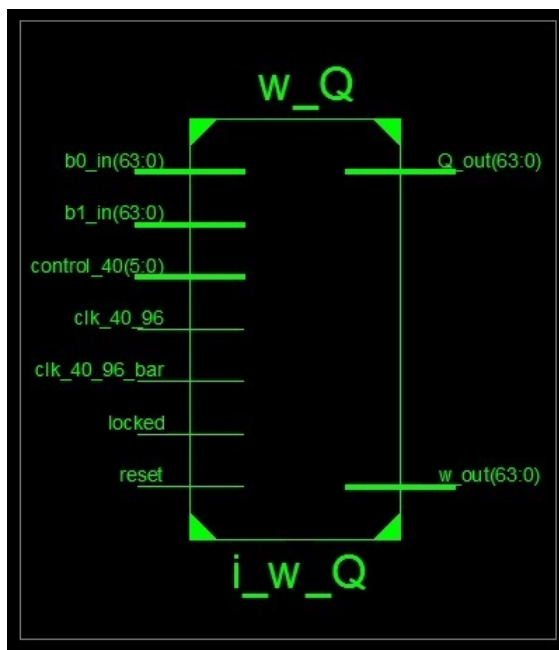 w_Q
b0_in(63:0)
Q_out(63:0)
b1_in(63:0)
control_40(5:0)
clk_40_96
clk_40_96_bar
locked
reset
w_out(63:0)
i_w_Q